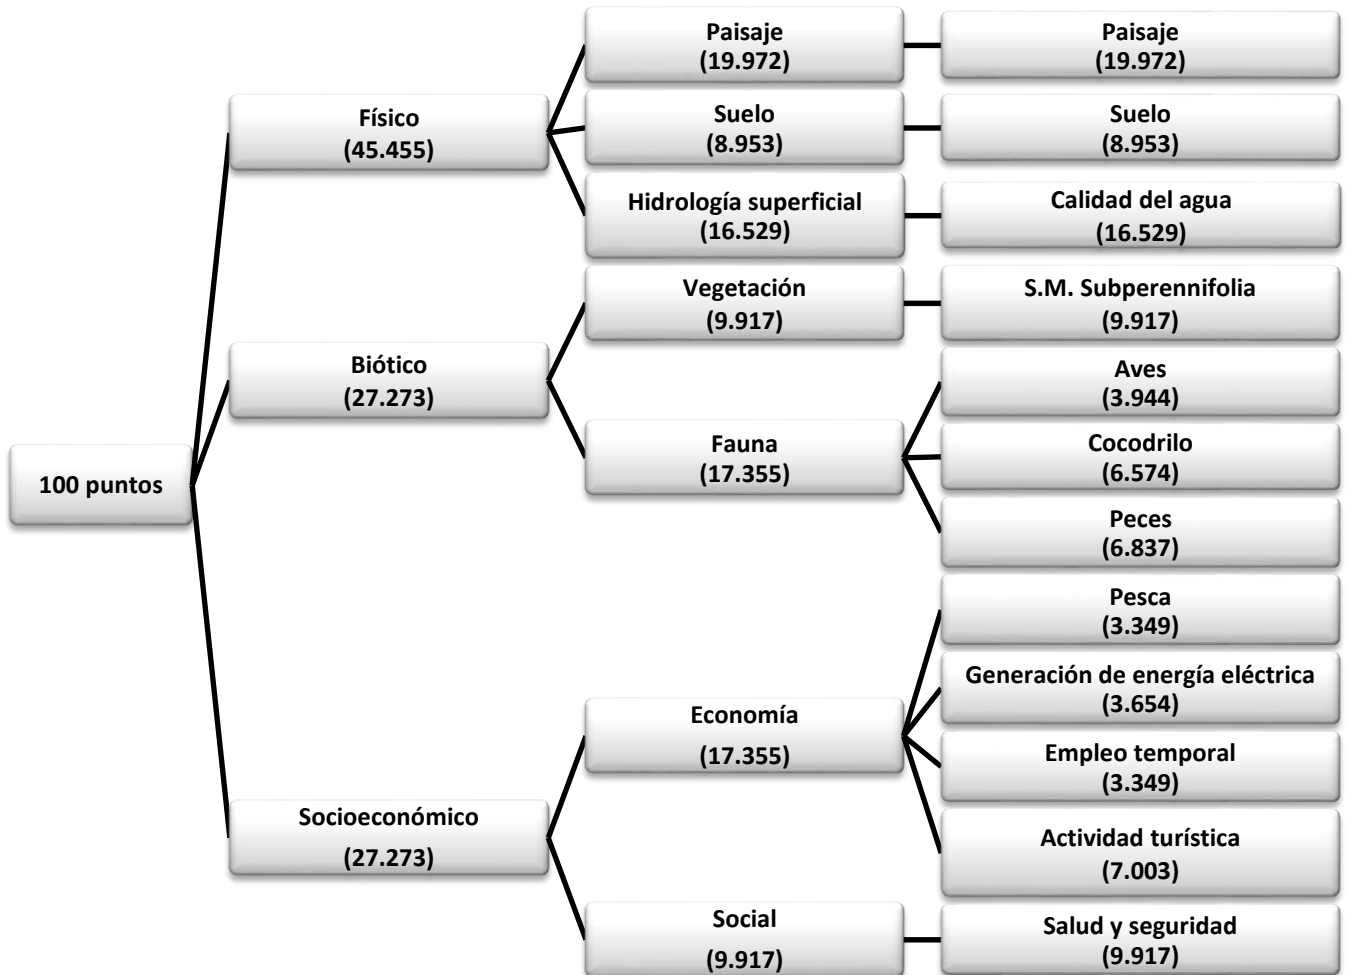 100 puntos
Físico
(45.455)
Biótico
(27.273)
Socioeconómico
(27.273)
Paisaje
(19.972)
Suelo
(8.953)
Hidrología superficial
(16.529)
Vegetación
(9.917)
Fauna
(17.355)
Economía
(17.355)
Social
(9.917)
Paisaje
(19.972)
Suelo
(8.953)
Calidad del agua
(16.529)
S.M. Subperennifolia
(9.917)
Aves
(3.944)
Cocodrilo
(6.574)
Peces
(6.837)
Pesca
(3.349)
Generación de energía eléctrica
(3.654)
Empleo temporal
(3.349)
Actividad turística
(7.003)
Salud y seguridad
(9.917)